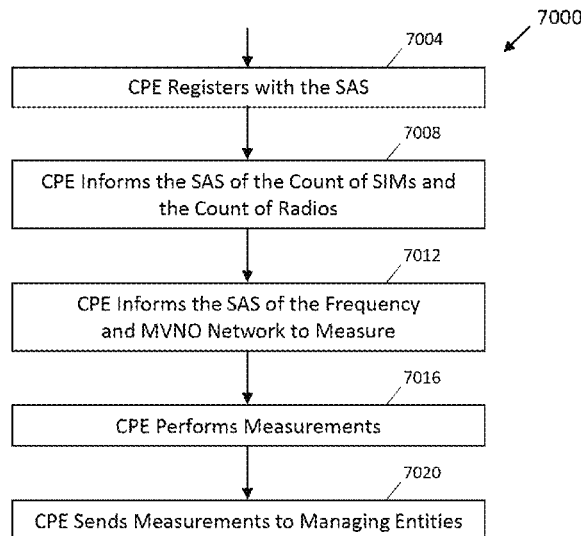 7000
7004
CPE Registers with the SAS
7008
CPE Informs the SAS of the Count of SIMs and
the Count of Radios
7012
CPE Informs the SAS of the Frequency
and MVNO Network to Measure
7016
CPE Performs Measurements
7020
CPE Sends Measurements to Managing Entities